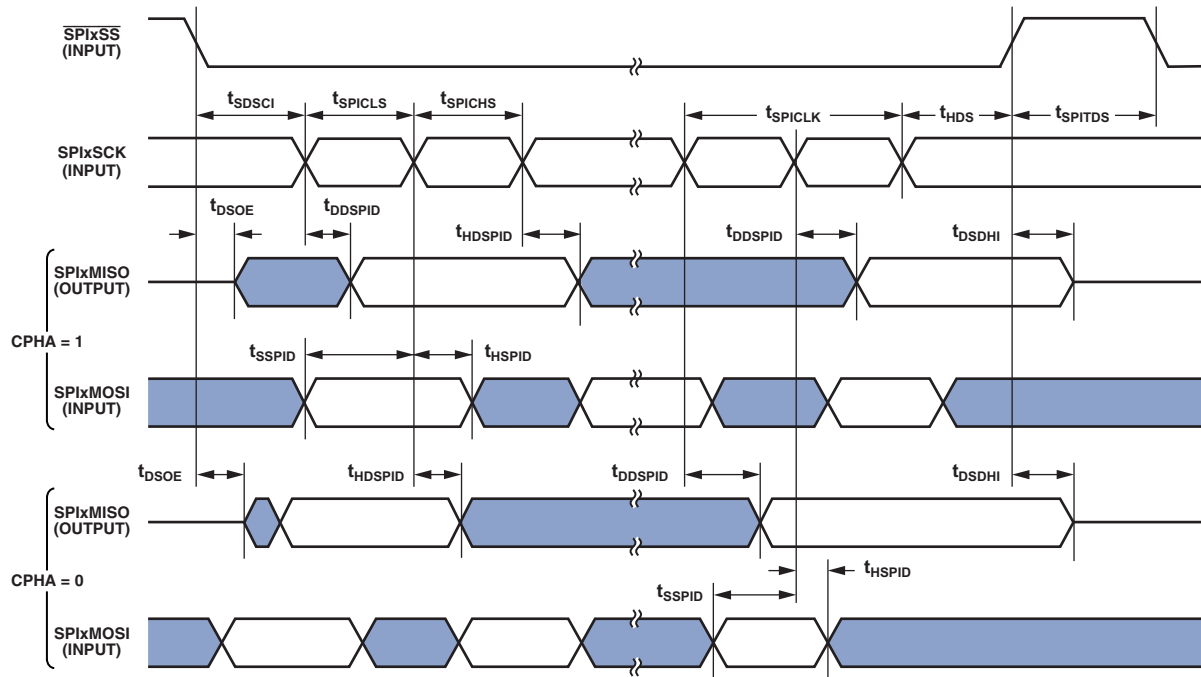 SPIxSS
(INPUT)
tSDSCI tSPICLS tSPICHS tSPICLK tHDS tSPITDS
SPIxSCK
(INPUT)
tDSOE tDDSPID tHDSPID tDDSPID tDSDHI
CPHA = 1
SPIxMISO
(OUTPUT)
tSSPID tHSPID
SPIxMOSI
(INPUT)
tDSOE tHDSPID tDDSPID tDSDHI
CPHA = 0
SPIxMISO
(OUTPUT)
tSSPID tHSPID
SPIxMOSI
(INPUT)